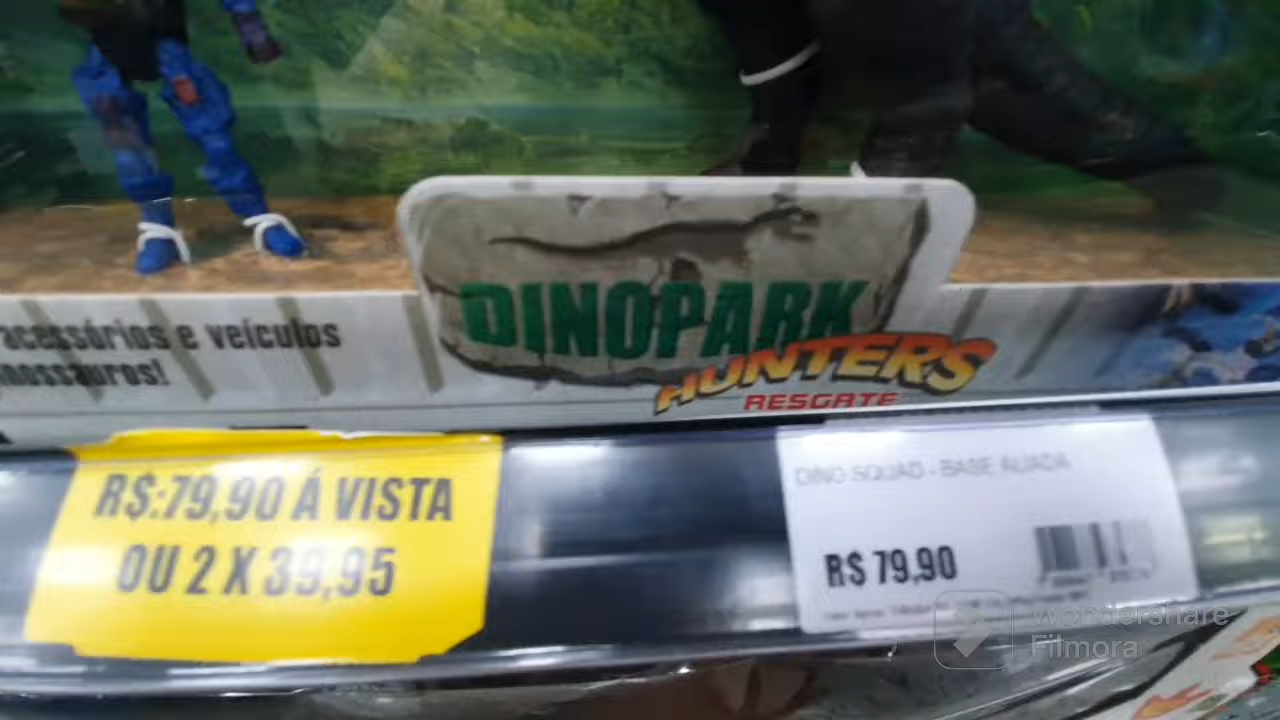 acessórios e veículos
nossauros!
DINOPARK
HUNTERS
RESGATE
R$:79,90 Á VISTA
OU 2 X 39,95
DINO SQUAD - BASE ALIADA
R$ 79,90
Wondershare
Filmora